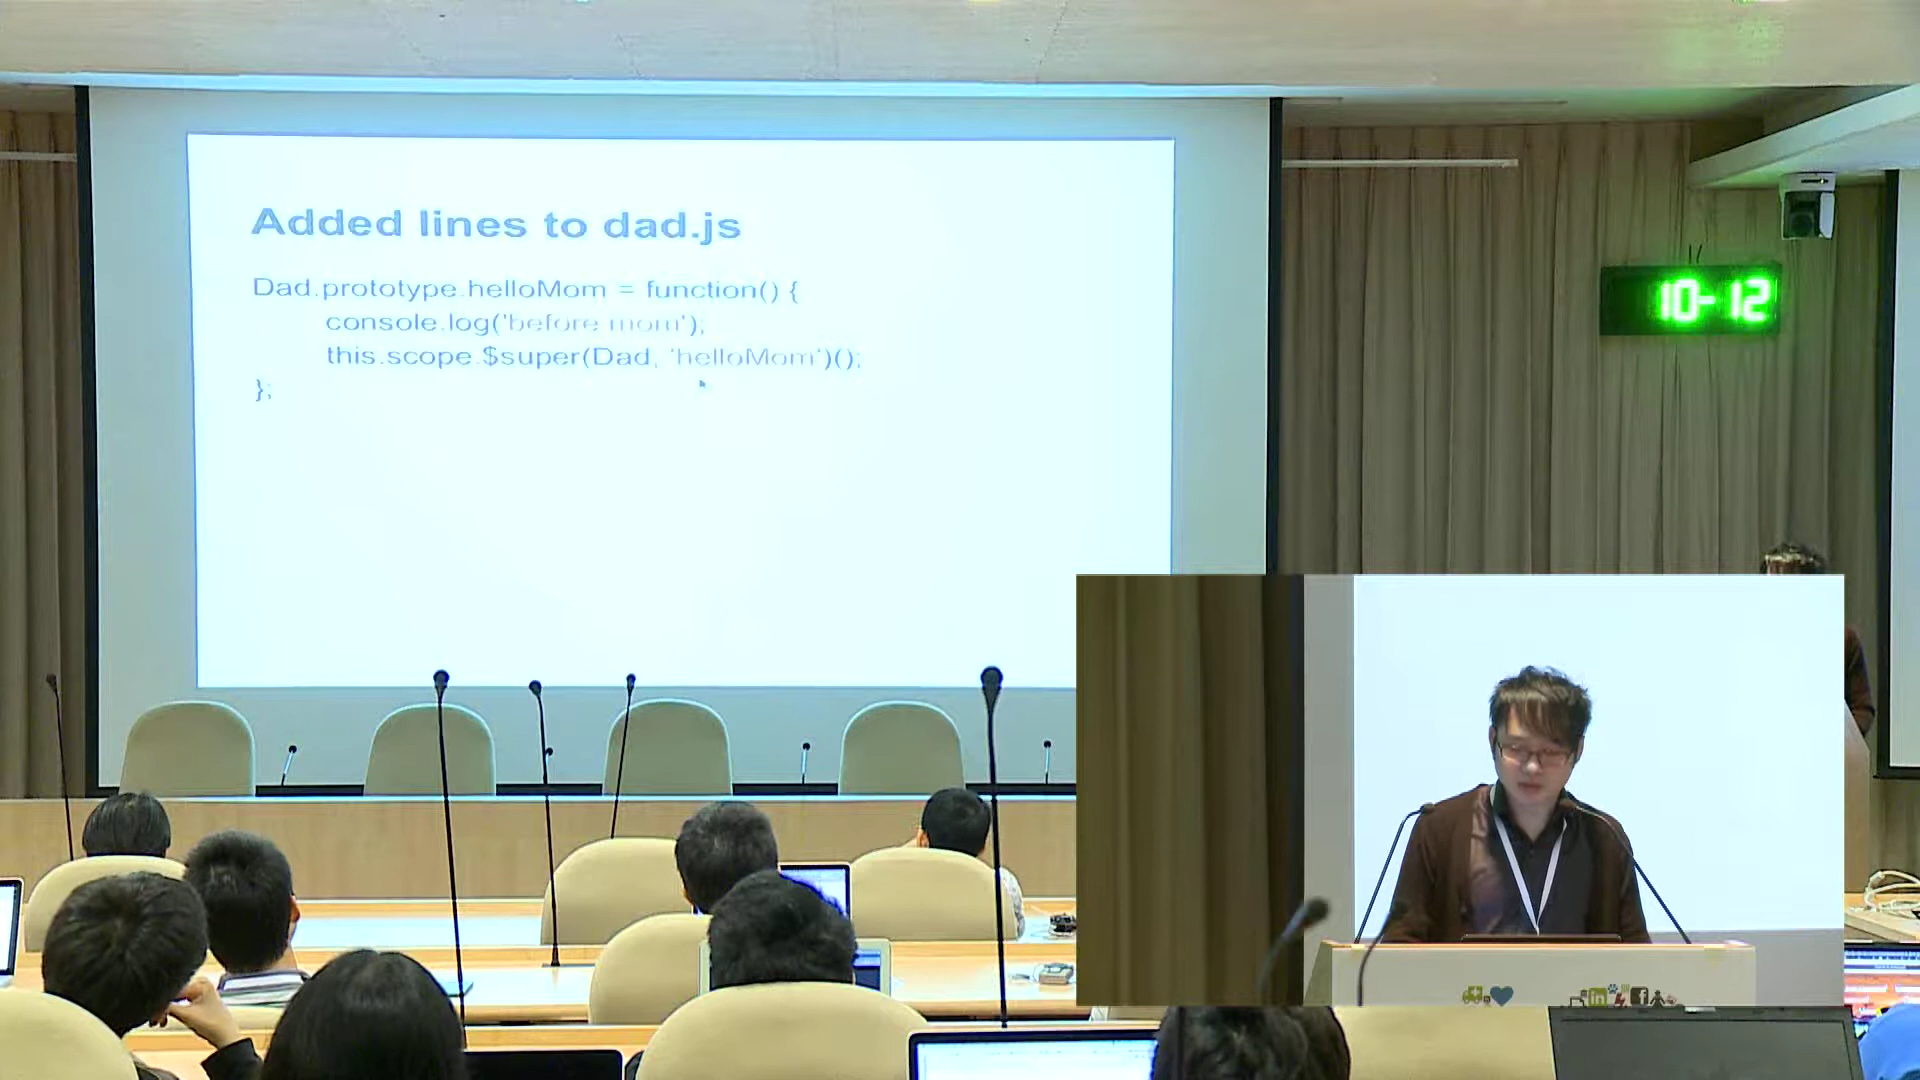 Added lines to dad.js
Dad.prototype.helloMom = function() {
console.log('before mom');
this.scope.$super(Dad, 'helloMom')();
};
10-12
in
f